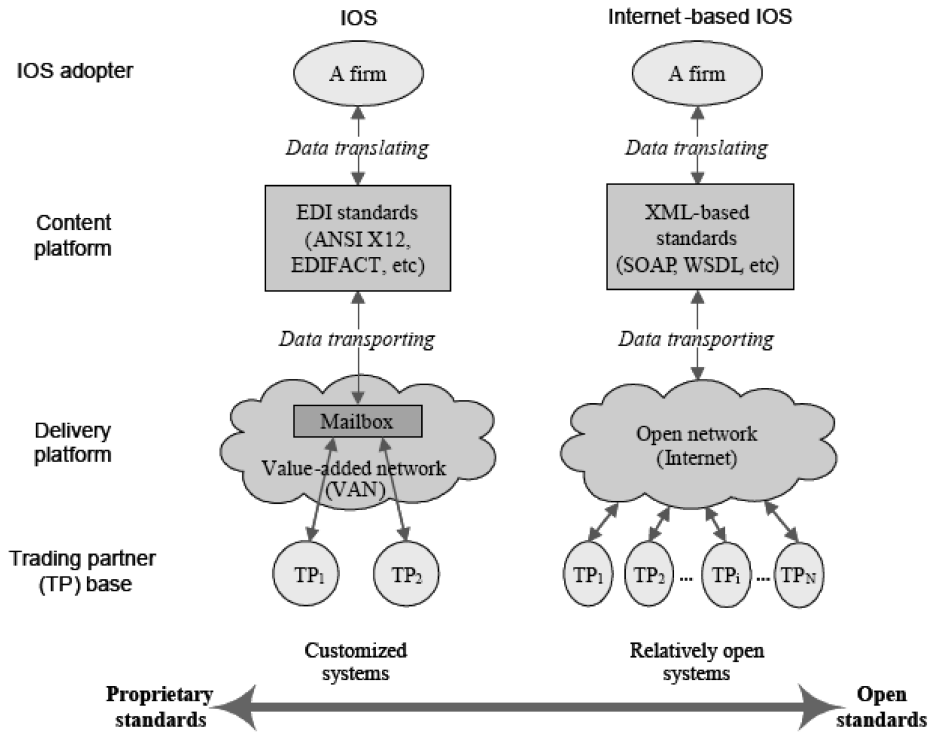 IOS
Internet-based IOS
IOS adopter
A firm
A firm
Data translating
Data translating
Content
platform
EDI standards
(ANSI X12,
EDIFACT, etc)
XML-based
standards
(SOAP, WSDL etc)
Data transporting
Data transporting
Delivery
platform
Mailbox
Value-added network
(VAN)
Open network
(Internet)
Trading partner
(TP) base
TP1
TP2
TP1
TP2
...
TPi
...
TPN
Customized
systems
Relatively open
systems
Proprietary
standards
Open
standards